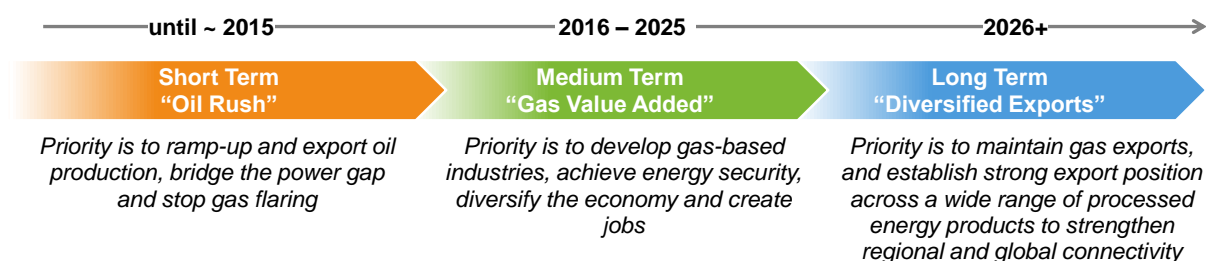 until ~ 2015
2016 – 2025
2026+
Short Term
“Oil Rush”
Medium Term
“Gas Value Added”
Long Term
“Diversified Exports”
Priority is to ramp-up and export oil
production, bridge the power gap
and stop gas flaring
Priority is to develop gas-based
industries, achieve energy security,
diversify the economy and create
jobs
Priority is to maintain gas exports,
and establish strong export position
across a wide range of processed
energy products to strengthen
regional and global connectivity